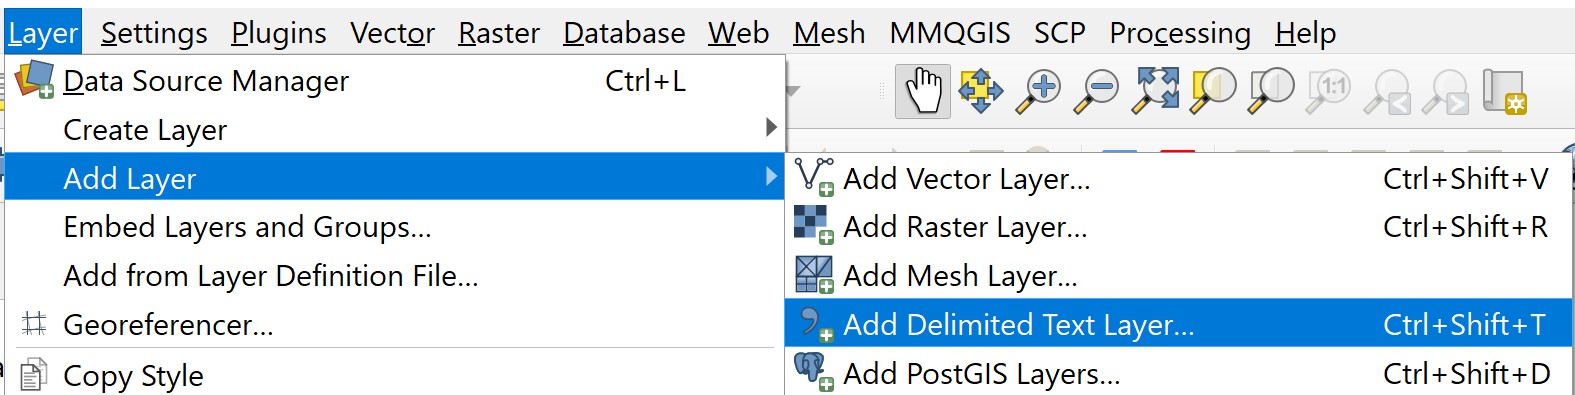 Layer Settings Plugins Vector Raster Database Web Mesh MMQGIS SCP Processing Help
Data Source Manager Ctrl+L
Create Layer
Add Layer
Embed Layers and Groups...
Add from Layer Definition File...
Georeferencer...
Copy Style
1:1
Add Vector Layer... Ctrl+Shift+V
Add Raster Layer... Ctrl+Shift+R
Add Mesh Layer... 
Add Delimited Text Layer... Ctrl+Shift+T
Add PostGIS Layers... Ctrl+Shift+D